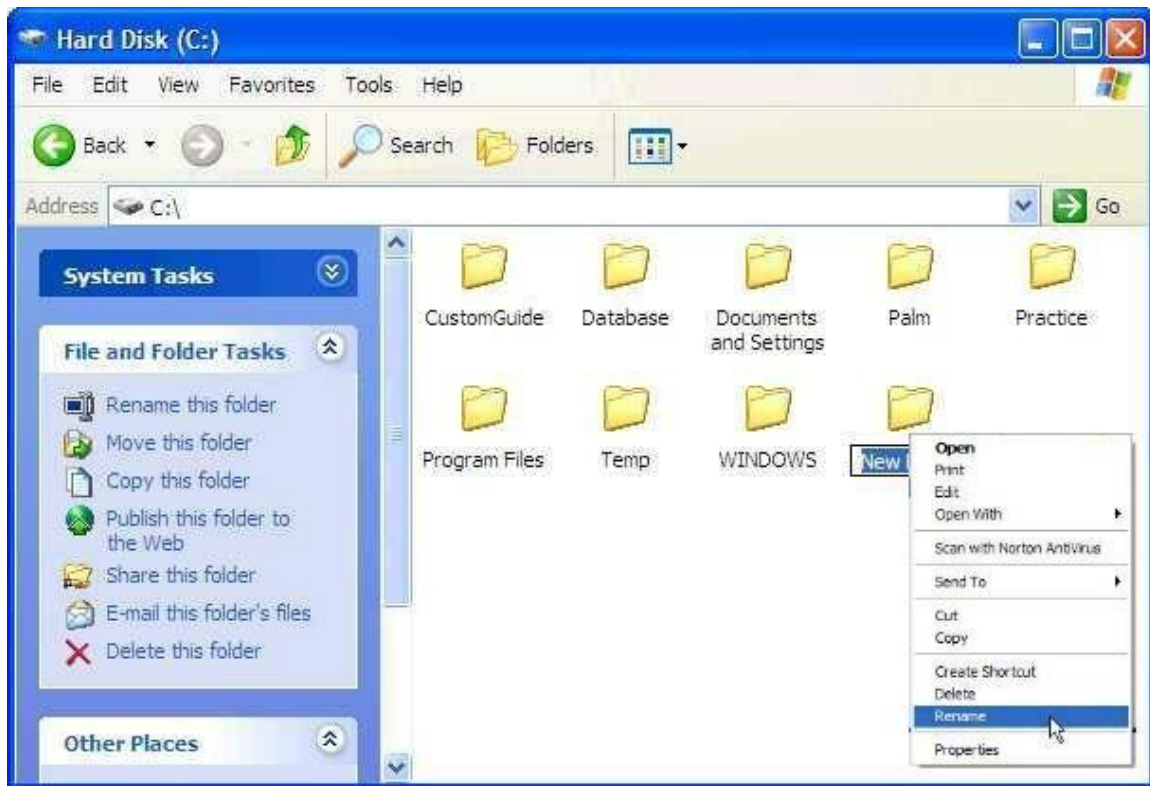 Hard Disk (C:)
File Edit View Favorites Tools Help
Back Search Folders
Address C:\ Go
System Tasks
File and Folder Tasks
Rename this folder
Move this folder
Copy this folder
Publish this folder to
the Web
Share this folder
E-mail this folder's files
Delete this folder
Other Places
CustomGuide Database Documents
and Settings Palm Practice
Program Files Temp WINDOWS New
Open
Print
Edit
Open With
Scan with Norton AntiVirus
Send To
Cut
Copy
Create Shortcut
Delete
Rename
Properties